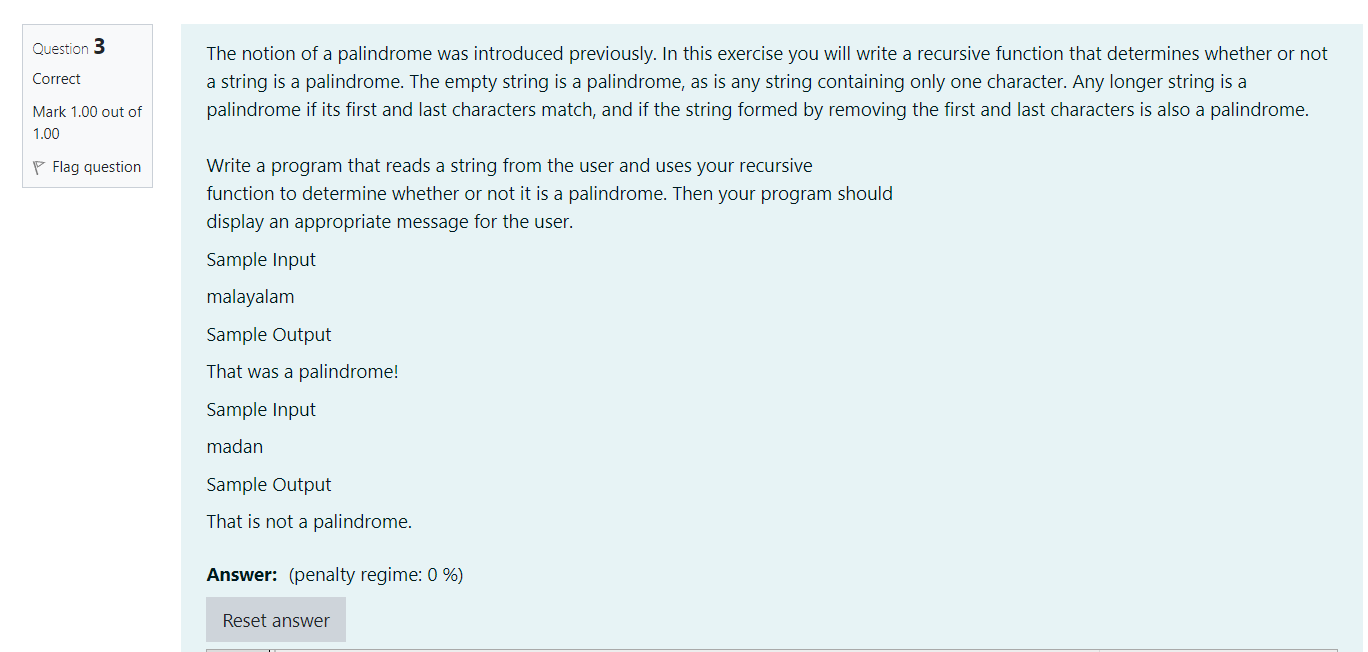 Question 3
Correct
Mark 1.00 out of
1.00
Flag question
The notion of a palindrome was introduced previously. In this exercise you will write a recursive function that determines whether or not
a string is a palindrome. The empty string is a palindrome, as is any string containing only one character. Any longer string is a
palindrome if its first and last characters match, and if the string formed by removing the first and last characters is also a palindrome.
Write a program that reads a string from the user and uses your recursive
function to determine whether or not it is a palindrome. Then your program should
display an appropriate message for the user.
Sample Input
malayalam
Sample Output
That was a palindrome!
Sample Input
madan
Sample Output
That is not a palindrome.
Answer: (penalty regime: 0 %)
Reset answer